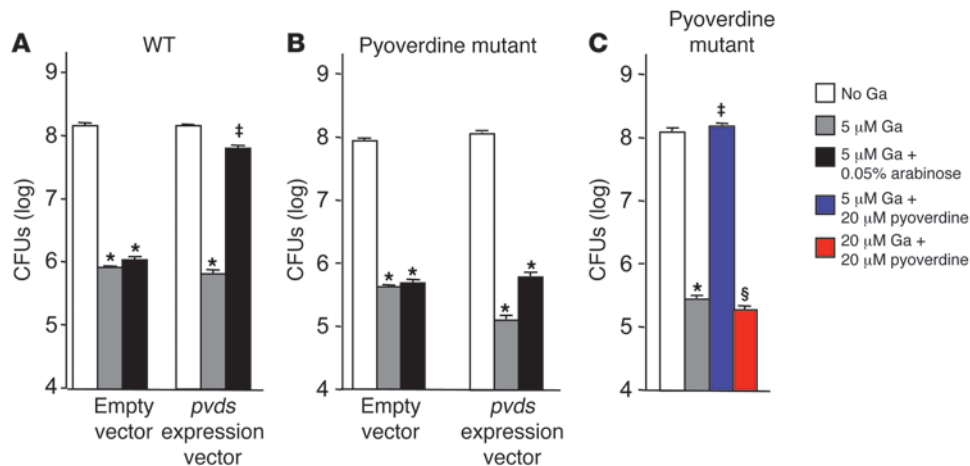 A
WT
CFUs (log)
9
8
7
6
5
4
* *
*
‡
Empty
vector
pvds
expression
vector
B
Pyoverdine mutant
CFUs (log)
9
8
7
6
5
4
* *
*
*
Empty
vector
pvds
expression
vector
C
Pyoverdine
mutant
CFUs (log)
9
8
7
6
5
4
*
‡
§
No Ga
5 μM Ga
5 μM Ga +
0.05% arabinose
5 μM Ga +
20 μM pyoverdine
20 μM Ga +
20 μM pyoverdine